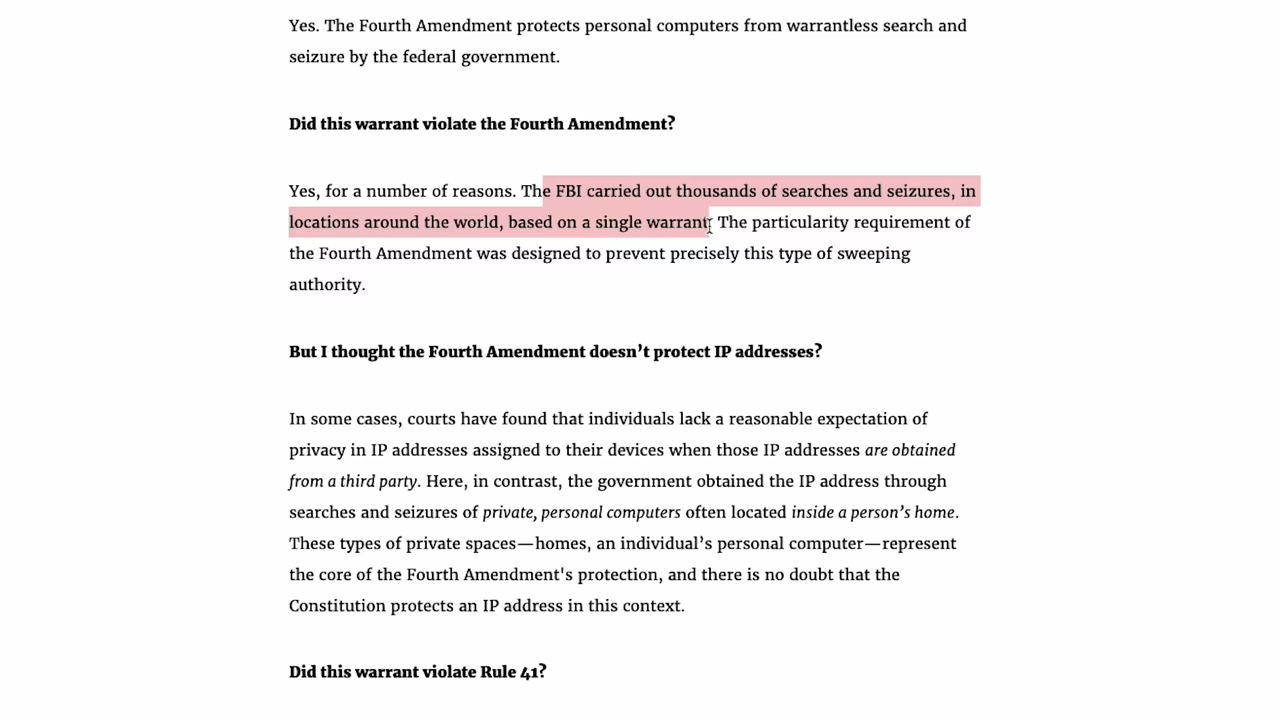 Yes. The Fourth Amendment protects personal computers from warrantless search and
seizure by the federal government.
Did this warrant violate the Fourth Amendment?
Yes, for a number of reasons. The FBI carried out thousands of searches and seizures, in
locations around the world, based on a single warrant. The particularity requirement of
the Fourth Amendment was designed to prevent precisely this type of sweeping
authority.
But I thought the Fourth Amendment doesn’t protect IP addresses?
In some cases, courts have found that individuals lack a reasonable expectation of
privacy in IP addresses assigned to their devices when those IP addresses are obtained
from a third party. Here, in contrast, the government obtained the IP address through
searches and seizures of private, personal computers often located inside a person’s home.
These types of private spaces—homes, an individual’s personal computer—represent
the core of the Fourth Amendment's protection, and there is no doubt that the
Constitution protects an IP address in this context.
Did this warrant violate Rule 41?